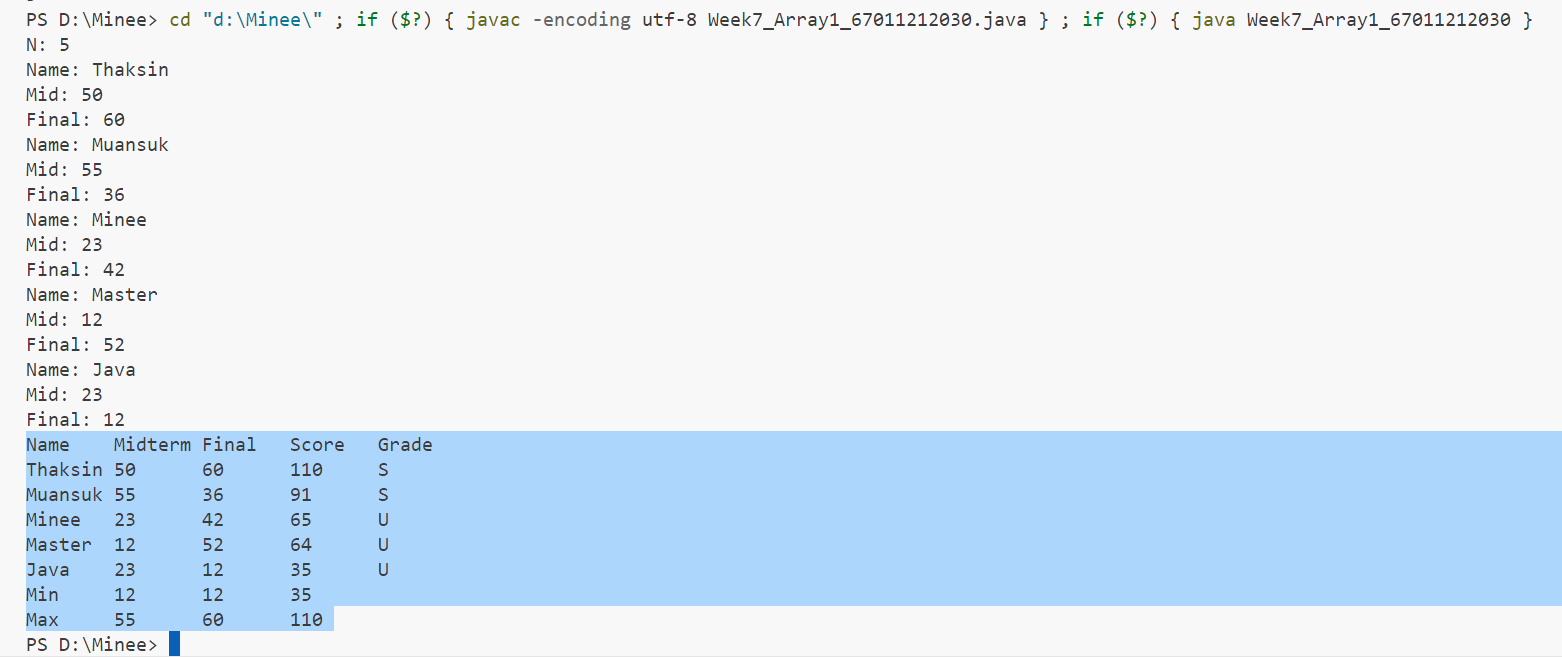 PS D:\Minee> cd "d:\Minee\" ; if ($?) { javac -encoding utf-8 Week7_Array1_67011212030.java } ; if ($?) { java Week7_Array1_67011212030 }
N: 5
Name: Thaksin
Mid: 50
Final: 60
Name: Muansuk
Mid: 55
Final: 36
Name: Minee
Mid: 23
Final: 42
Name: Master
Mid: 12
Final: 52
Name: Java
Mid: 23
Final: 12
Name    Midterm Final   Score   Grade
Thaksin 50      60      110     S
Muansuk 55      36      91      S
Minee   23      42      65      U
Master  12      52      64      U
Java    23      12      35      U
Min     12      12      35
Max     55      60      110
PS D:\Minee>